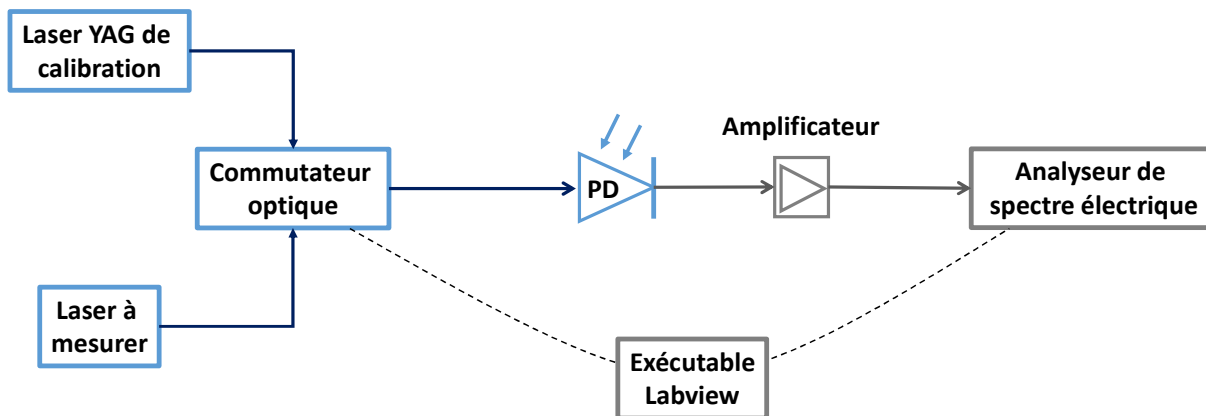 Laser YAG de
calibration
Commutateur
optique
Laser à
mesurer
PD
Amplificateur
Analyseur de
spectre électrique
Exécutable
Labview